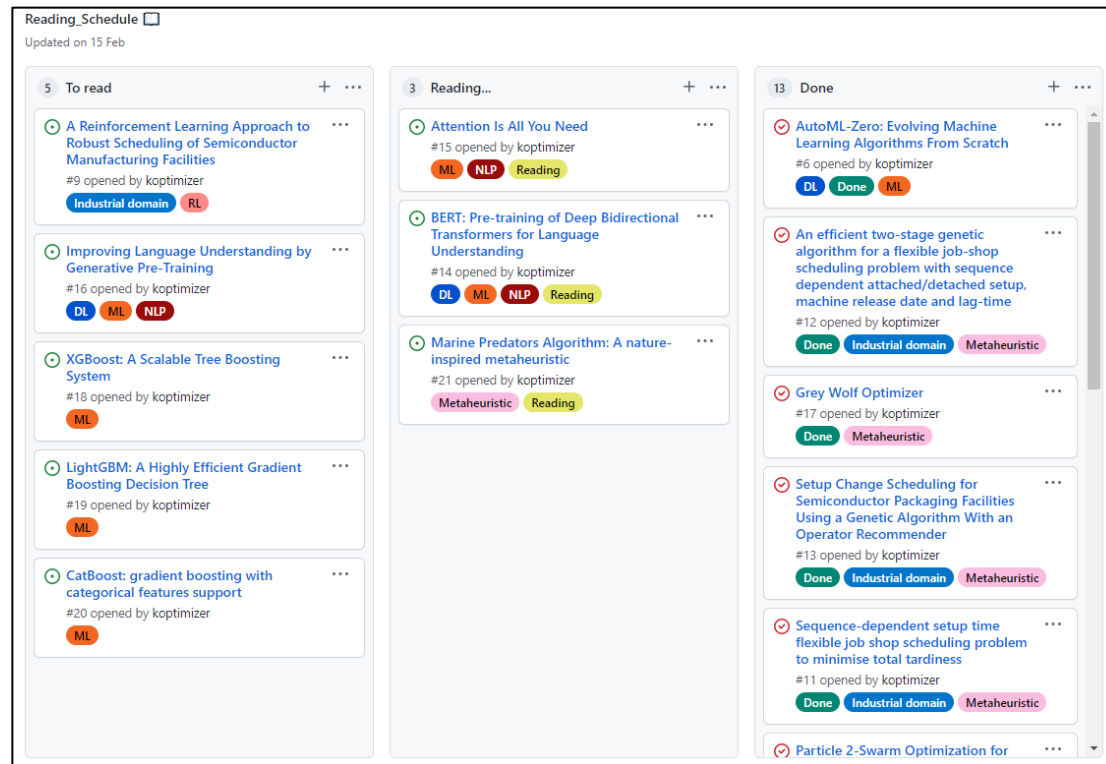 Reading_Schedule
Updated on 15 Feb
5 To read + ...
A Reinforcement Learning Approach to ...
Robust Scheduling of Semiconductor
Manufacturing Facilities
#9 opened by koptimizer
Industrial domain RL
Improving Language Understanding by ...
Generative Pre-Training
#16 opened by koptimizer
DL ML NLP
XGBoost: A Scalable Tree Boosting ...
System
#18 opened by koptimizer
ML
LightGBM: A Highly Efficient Gradient ...
Boosting Decision Tree
#19 opened by koptimizer
ML
CatBoost: gradient boosting with ...
categorical features support
#20 opened by koptimizer
ML
3 Reading... + ...
Attention Is All You Need ...
#15 opened by koptimizer
ML NLP Reading
BERT: Pre-training of Deep Bidirectional ...
Transformers for Language
Understanding
#14 opened by koptimizer
DL ML NLP Reading
Marine Predators Algorithm: A nature- ...
inspired metaheuristic
#21 opened by koptimizer
Metaheuristic Reading
13 Done + ...
AutoML-Zero: Evolving Machine ...
Learning Algorithms From Scratch
#6 opened by koptimizer
DL Done ML
An efficient two-stage genetic ...
algorithm for a flexible job-shop
scheduling problem with sequence
dependent attached/detached setup,
machine release date and lag-time
#12 opened by koptimizer
Done Industrial domain Metaheuristic
Grey Wolf Optimizer ...
#17 opened by koptimizer
Done Metaheuristic
Setup Change Scheduling for ...
Semiconductor Packaging Facilities
Using a Genetic Algorithm With an
Operator Recommender
#13 opened by koptimizer
Done Industrial domain Metaheuristic
Sequence-dependent setup time ...
flexible job shop scheduling problem
to minimise total tardiness
#11 opened by koptimizer
Done Industrial domain Metaheuristic
Particle 2-Swarm Optimization for ...